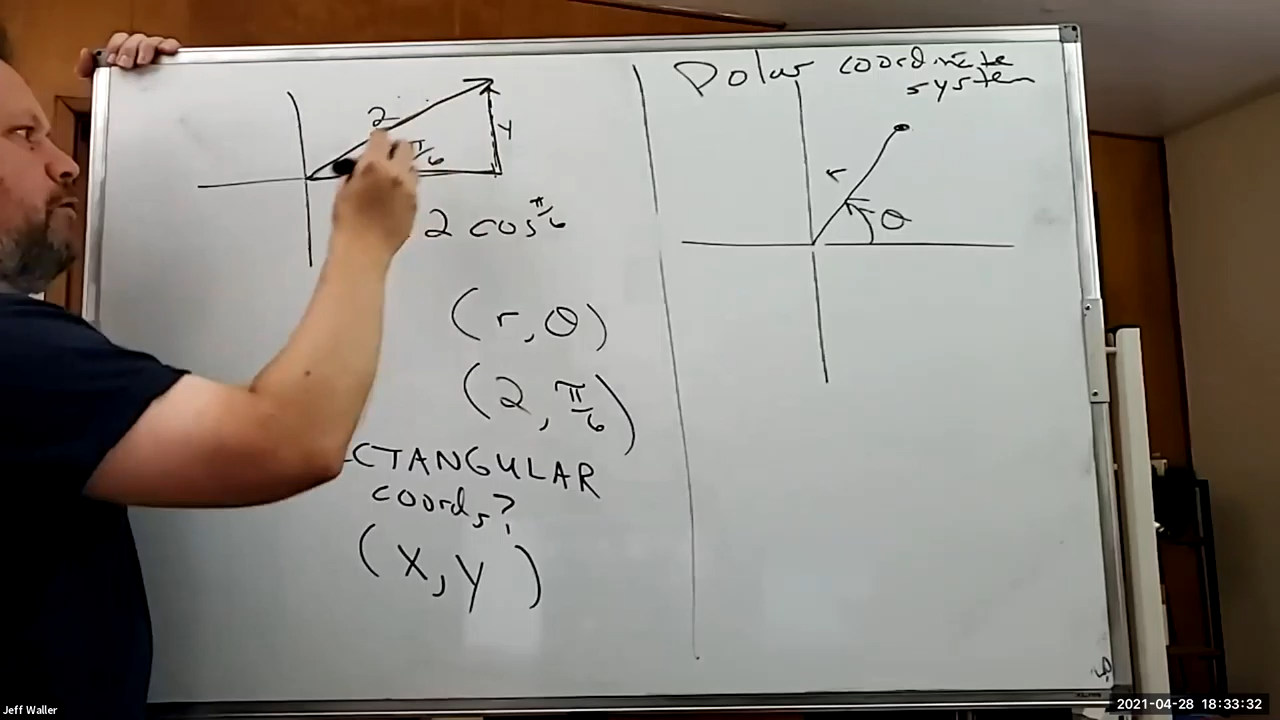 2
y
π/6
2 cos π/6
(r, θ)
(2, π/6)
CTANGULAR
coords?
(x, y)
Polar coordinate
system
r
θ
Jeff Waller
2021-04-28 18:33:32